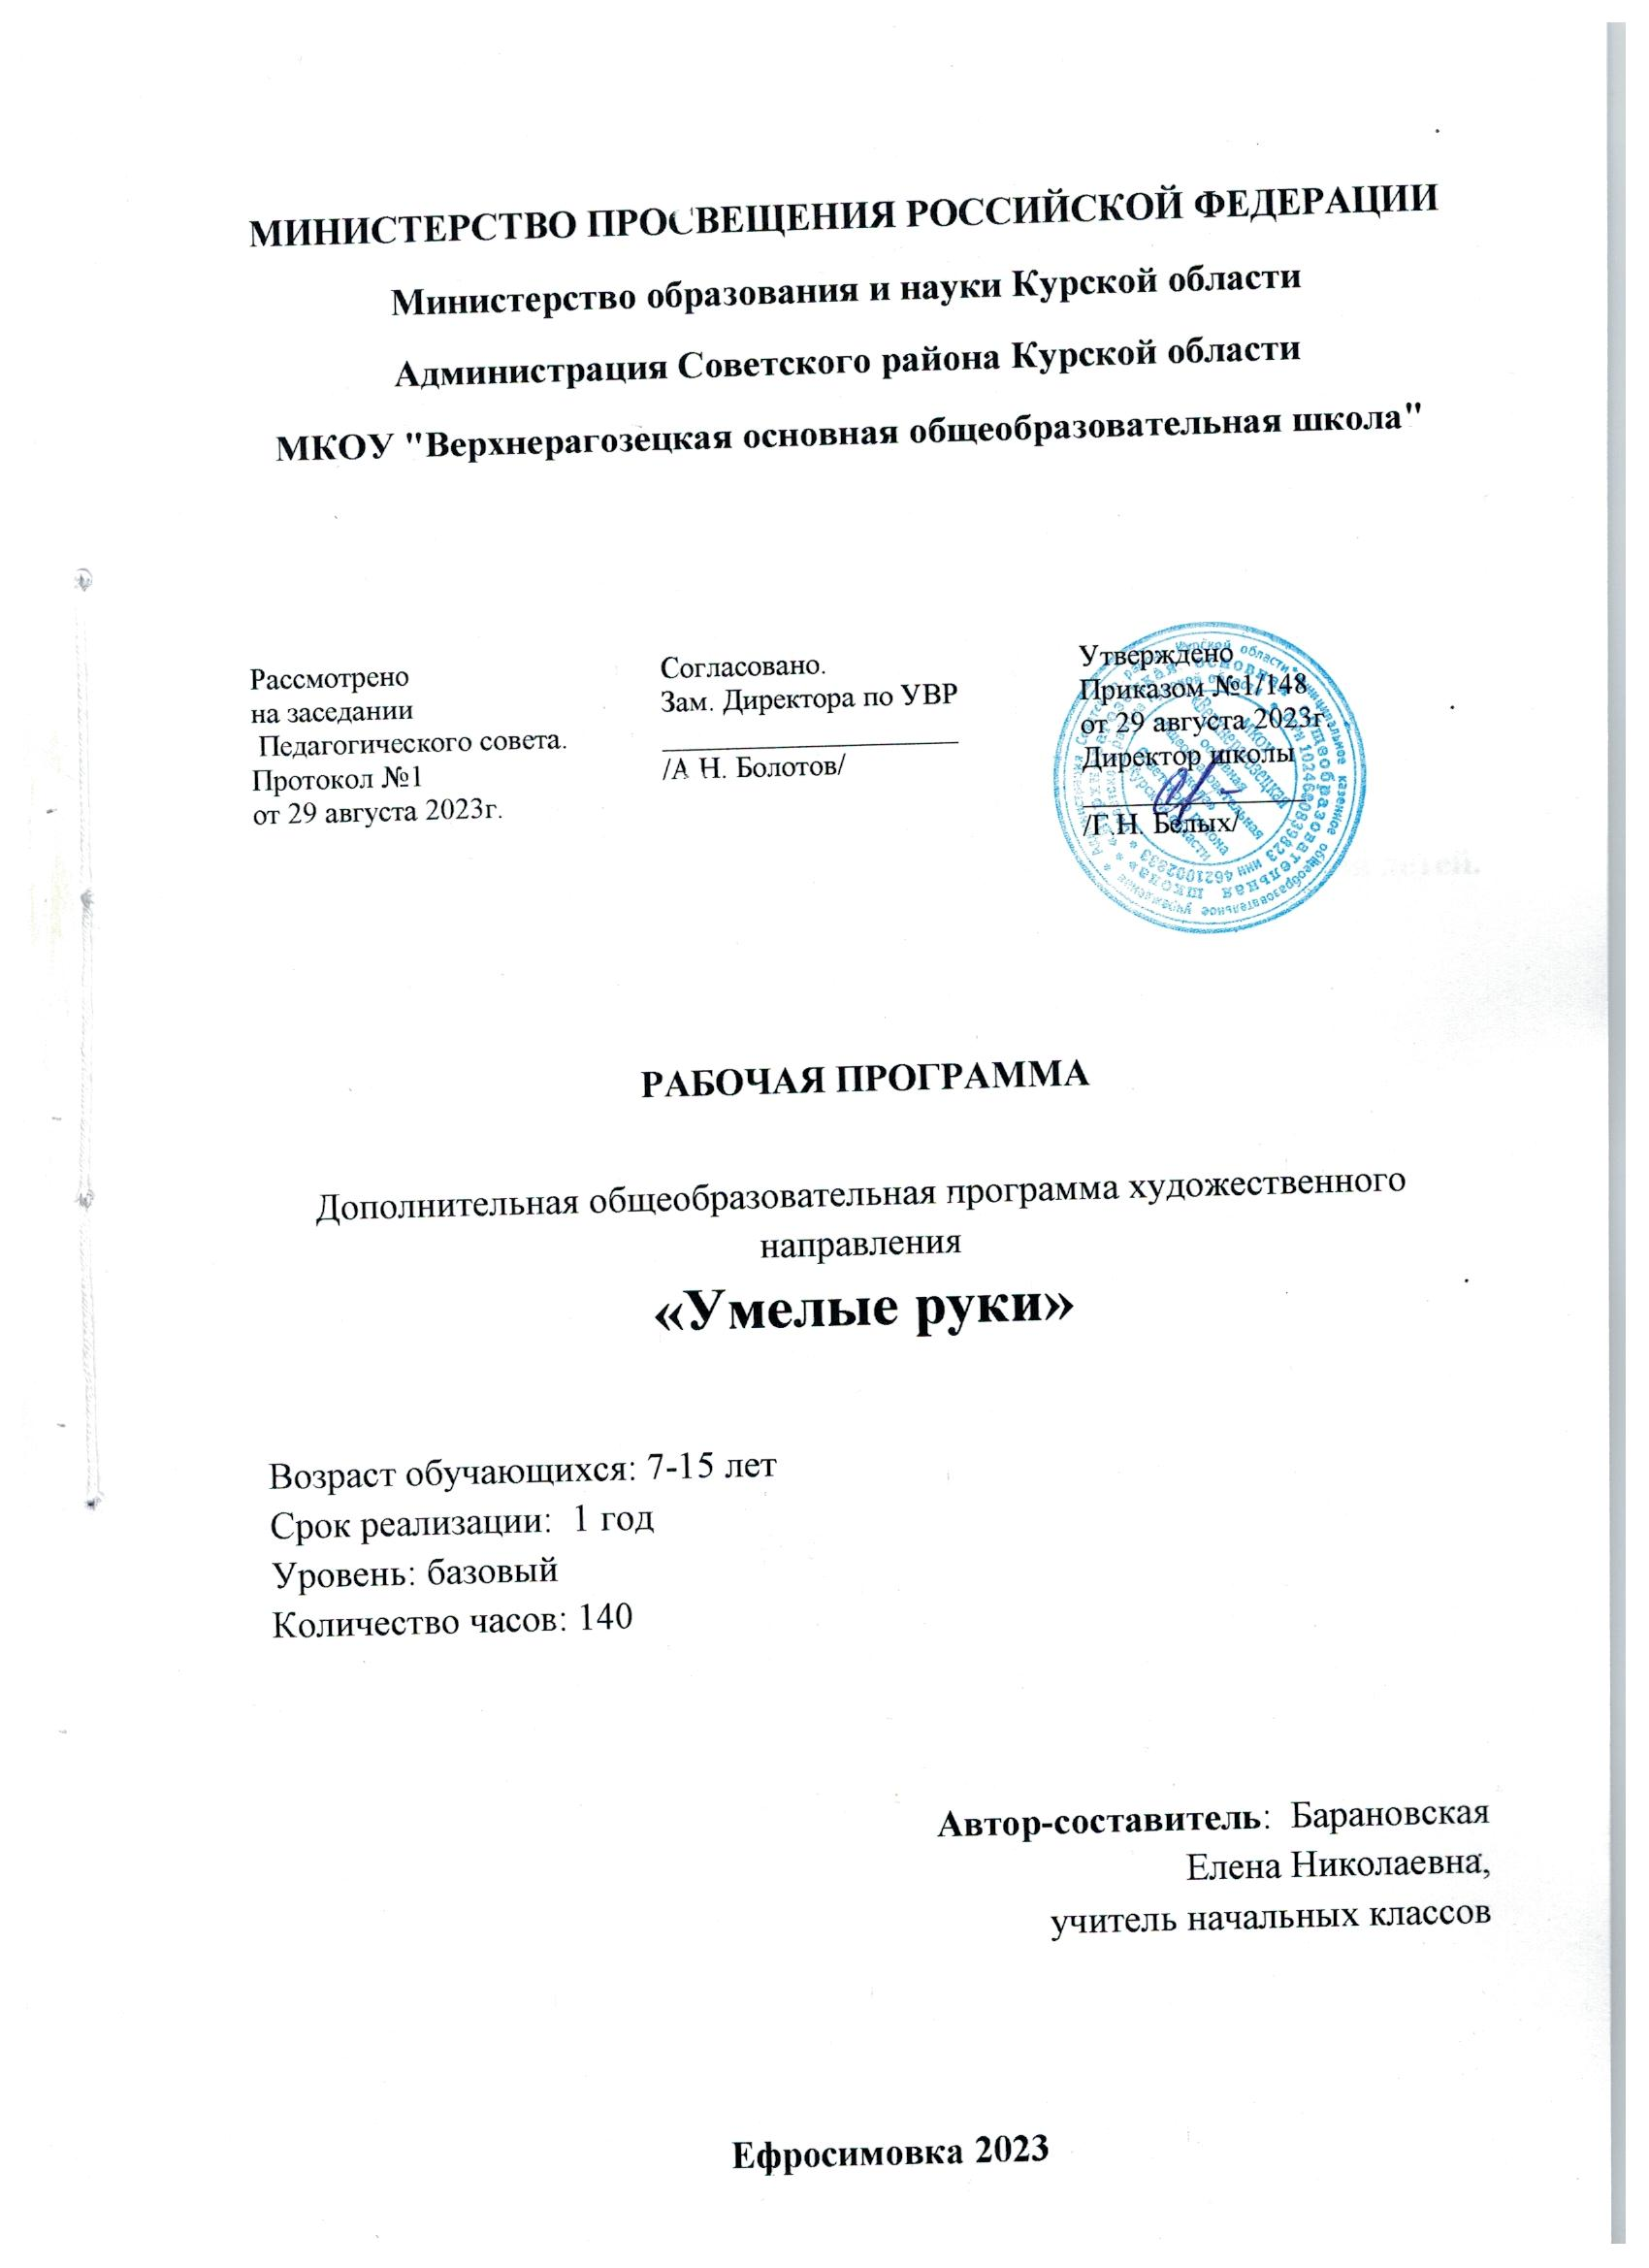 МИНИСТЕРСТВО ПРОСВЕЩЕНИЯ РОССИЙСКОЙ ФЕДЕРАЦИИ
Министерство образования и науки Курской области
Администрация Советского района Курской области
МКОУ "Верхнерагозецкая основная общеобразовательная школа"
Рассмотрено
на заседании
Педагогического совета.
Протокол №1
от 29 августа 2023г.
Согласовано.
Зам. Директора по УВР
/А Н. Болотов/
Утверждено
Приказом №1/148
от 29 августа 2023г.
Директор школы
/Г.Н. Белых/
РАБОЧАЯ ПРОГРАММА
Дополнительная общеобразовательная программа художественного
направления
«Умелые руки»
Возраст обучающихся: 7-15 лет
Срок реализации: 1 год
Уровень: базовый
Количество часов: 140
Автор-составитель: Барановская
Елена Николаевна,
учитель начальных классов
Ефросимовка 2023